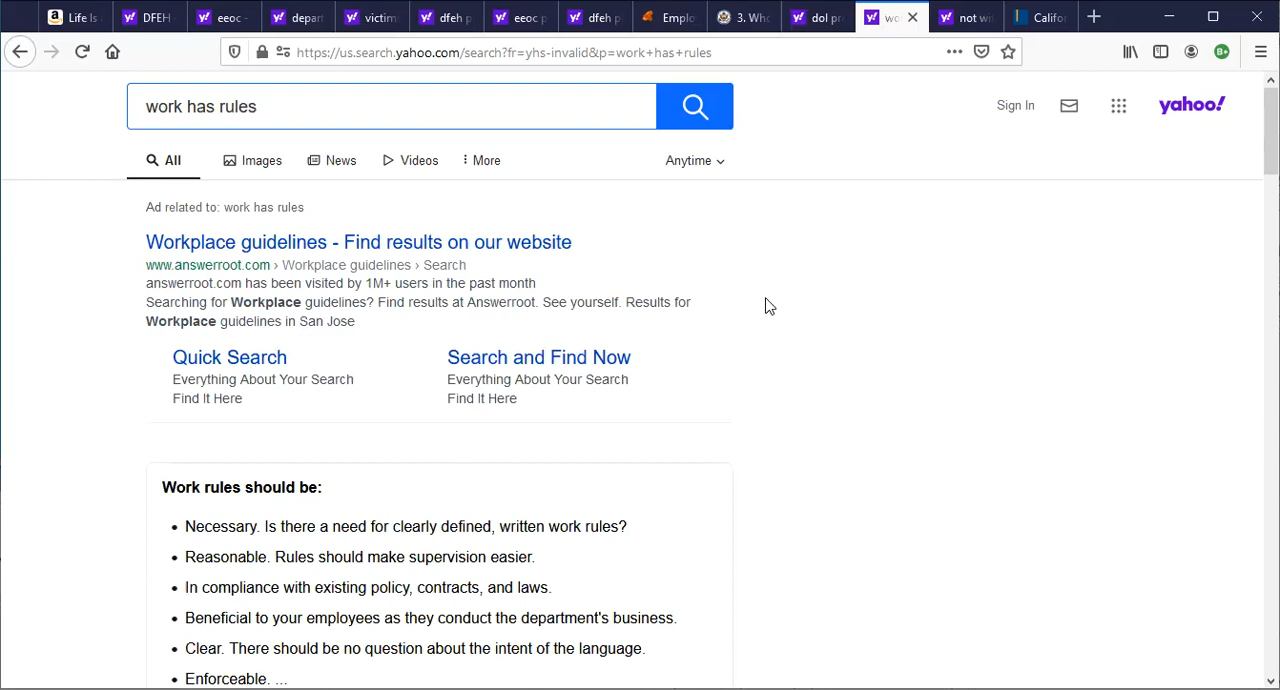 Life Is
DFEH
eeoc -
depart
victim
dfeh p
eeoc p
dfeh p
Emplo
3. Who
dol pr
wo
not wi
Califo
https://us.search.yahoo.com/search?fr=yhs-invalid&p=work+has+rules
work has rules
Sign In
yahoo!
All
Images
News
Videos
More
Anytime
Ad related to: work has rules
Workplace guidelines - Find results on our website
www.answerroot.com › Workplace guidelines › Search
answerroot.com has been visited by 1M+ users in the past month
Searching for Workplace guidelines? Find results at Answerroot. See yourself. Results for
Workplace guidelines in San Jose
Quick Search
Everything About Your Search
Find It Here
Search and Find Now
Everything About Your Search
Find It Here
Work rules should be:
• Necessary. Is there a need for clearly defined, written work rules?
• Reasonable. Rules should make supervision easier.
• In compliance with existing policy, contracts, and laws.
• Beneficial to your employees as they conduct the department's business.
• Clear. There should be no question about the intent of the language.
• Enforceable. ...